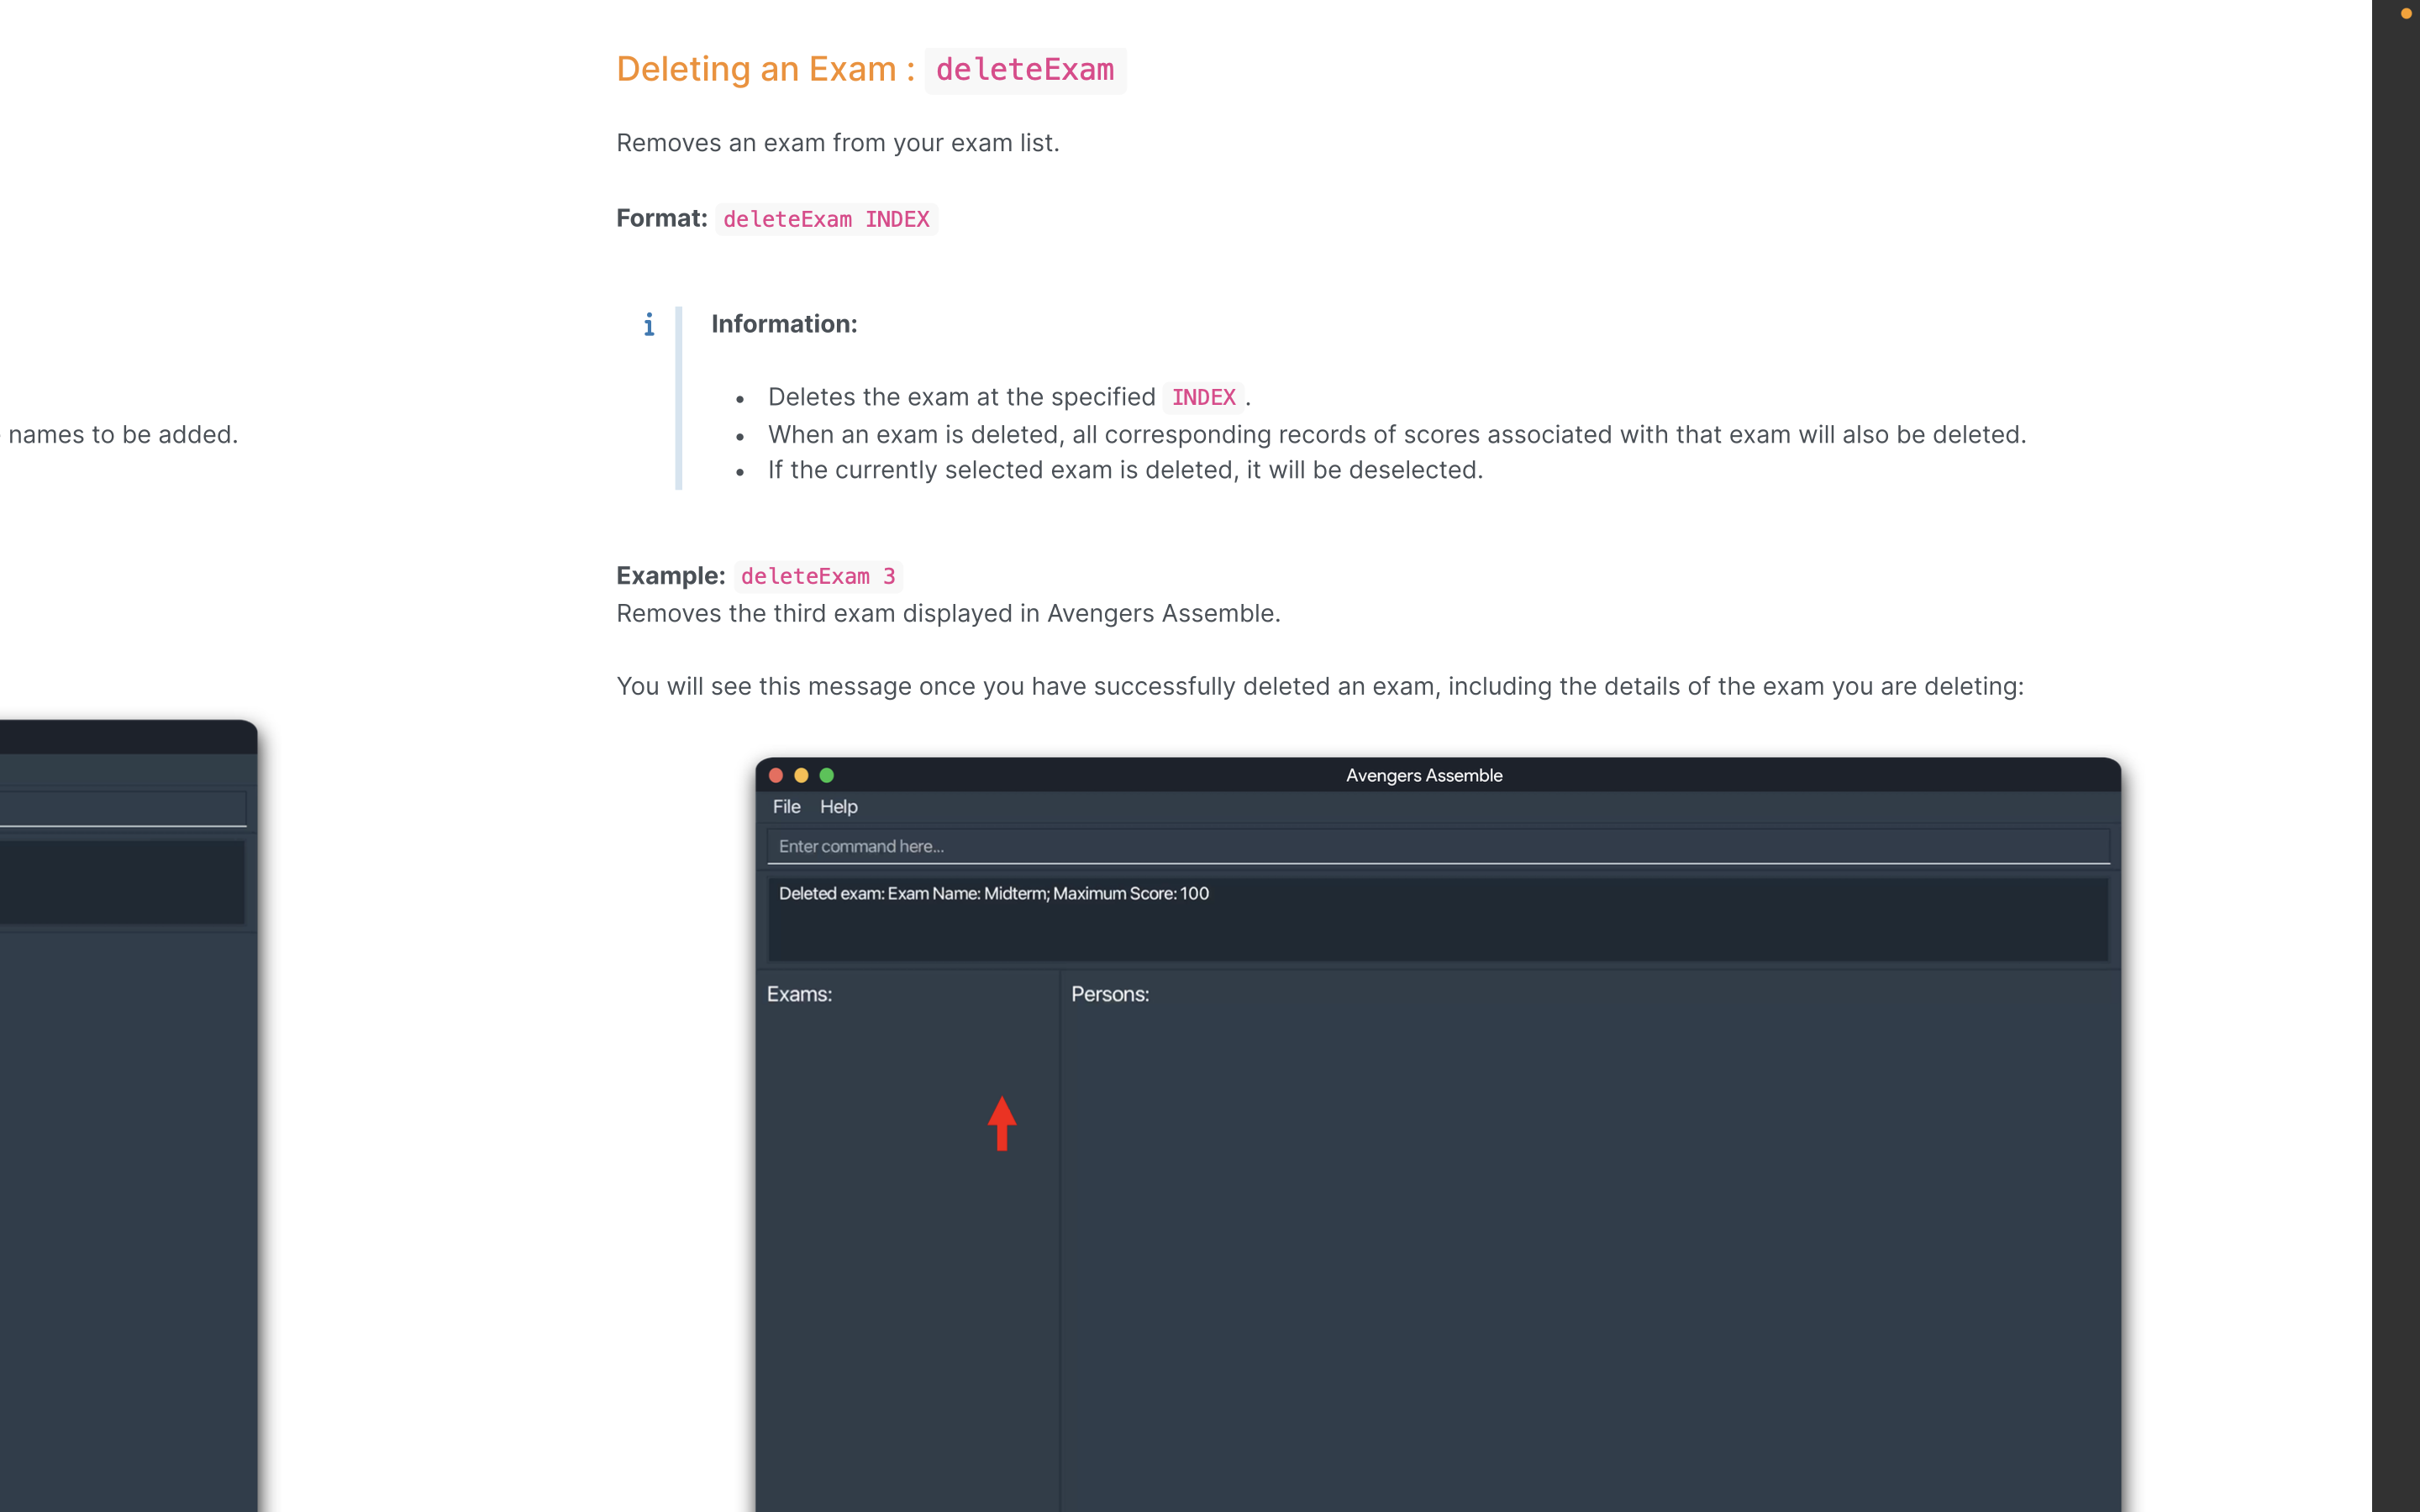 Deleting an Exam : deleteExam
Removes an exam from your exam list.
Format: deleteExam INDEX
i
Information:
• Deletes the exam at the specified INDEX .
• When an exam is deleted, all corresponding records of scores associated with that exam will also be deleted.
• If the currently selected exam is deleted, it will be deselected.
names to be added.
Example: deleteExam 3
Removes the third exam displayed in Avengers Assemble.
You will see this message once you have successfully deleted an exam, including the details of the exam you are deleting:
Avengers Assemble
File Help
Enter command here...
Deleted exam: Exam Name: Midterm; Maximum Score: 100
Exams:
Persons: